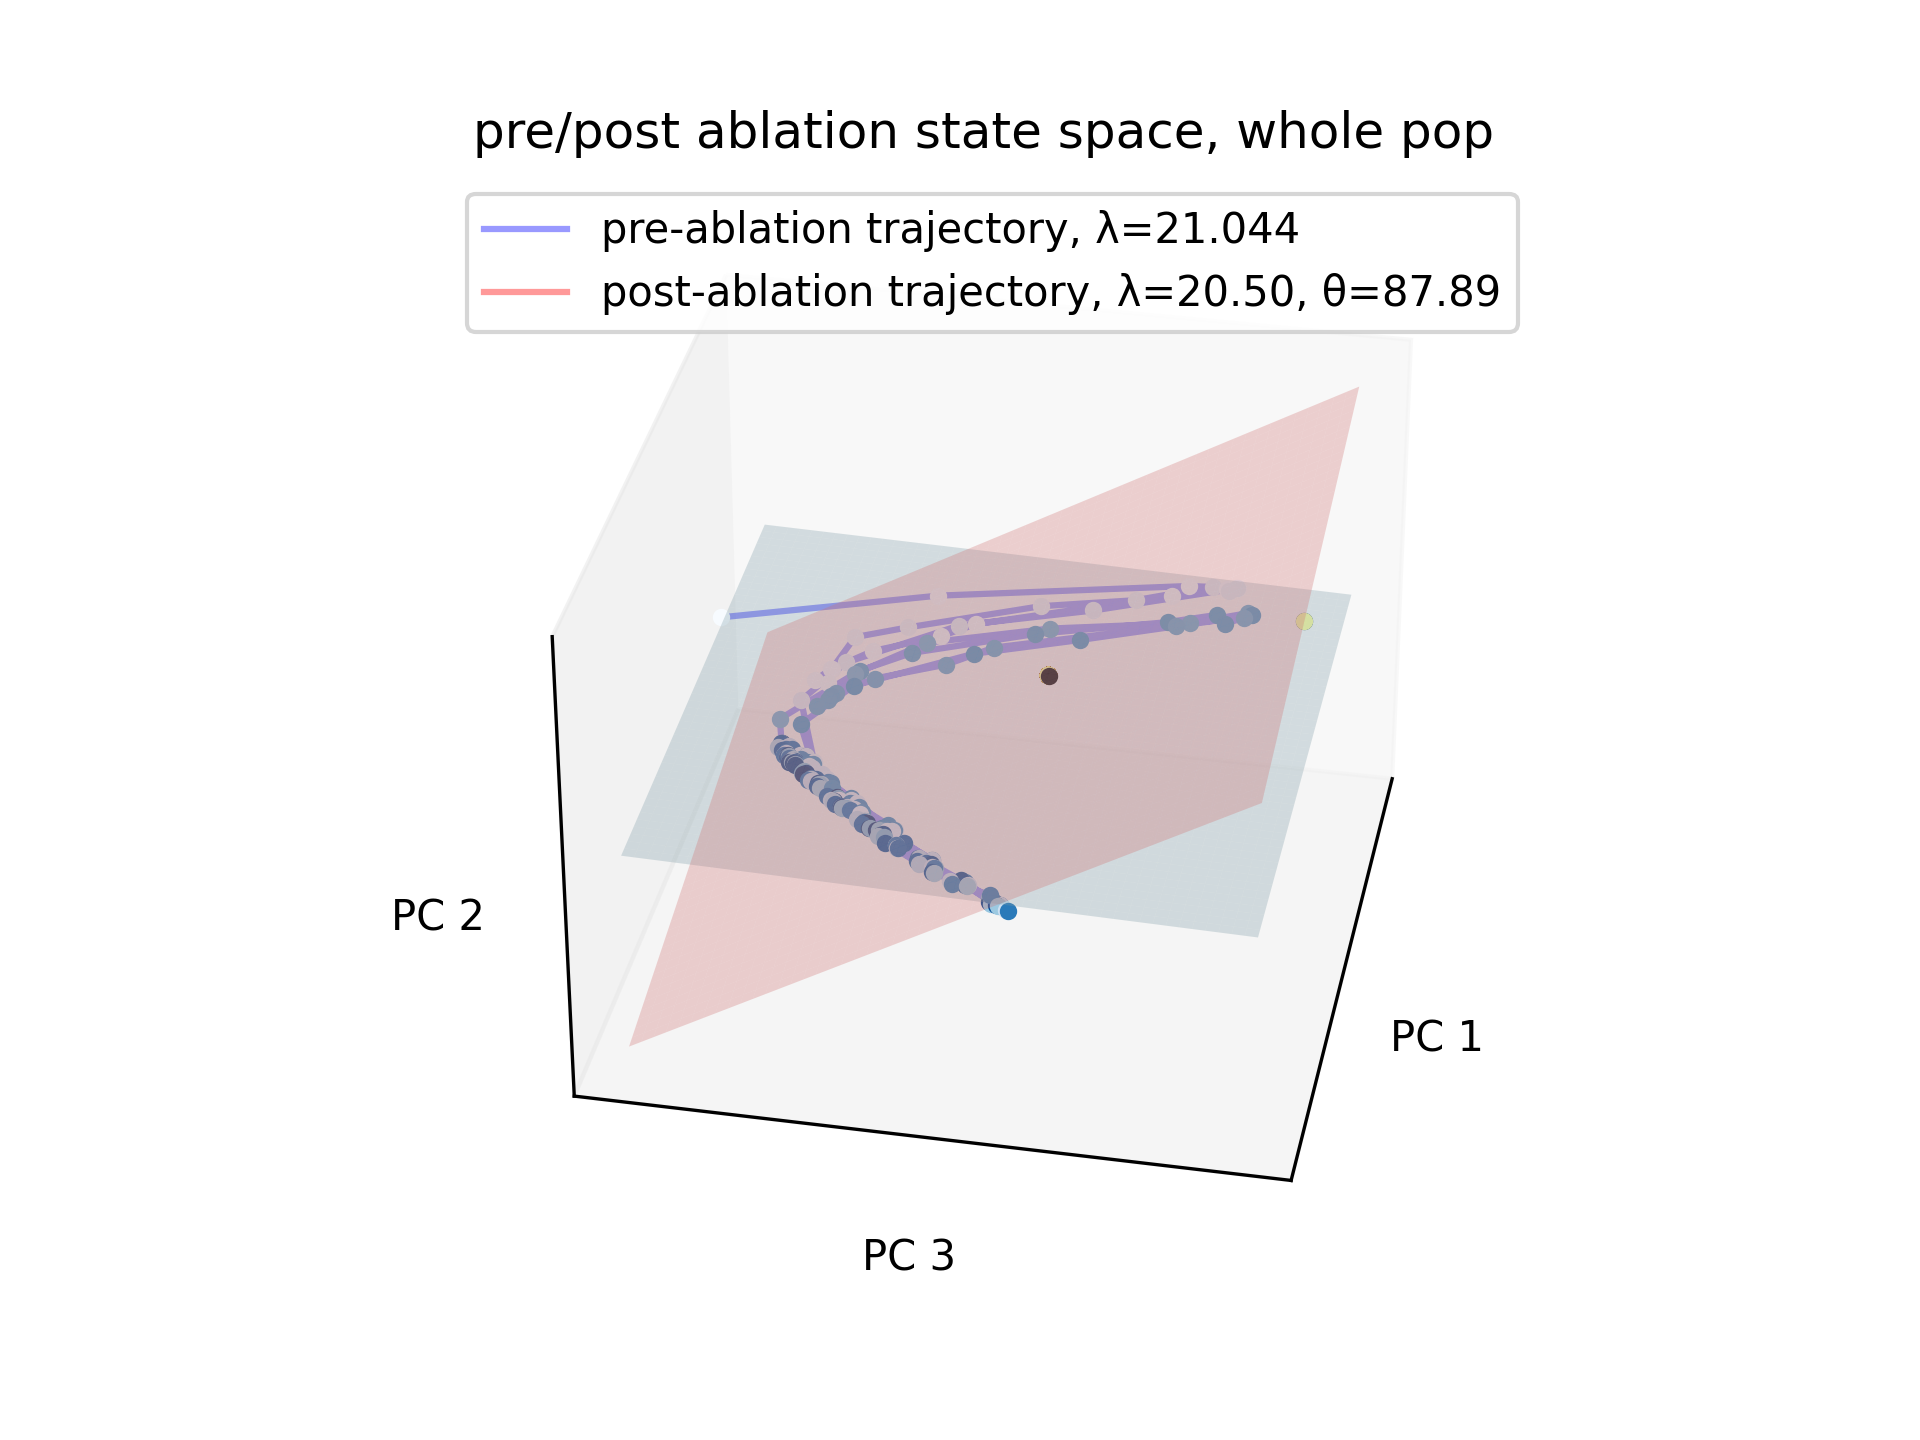 pre/post ablation state space, whole pop
pre-ablation trajectory, λ=21.044
post-ablation trajectory, λ=20.50, θ=87.89
PC 2
PC 1
PC 3